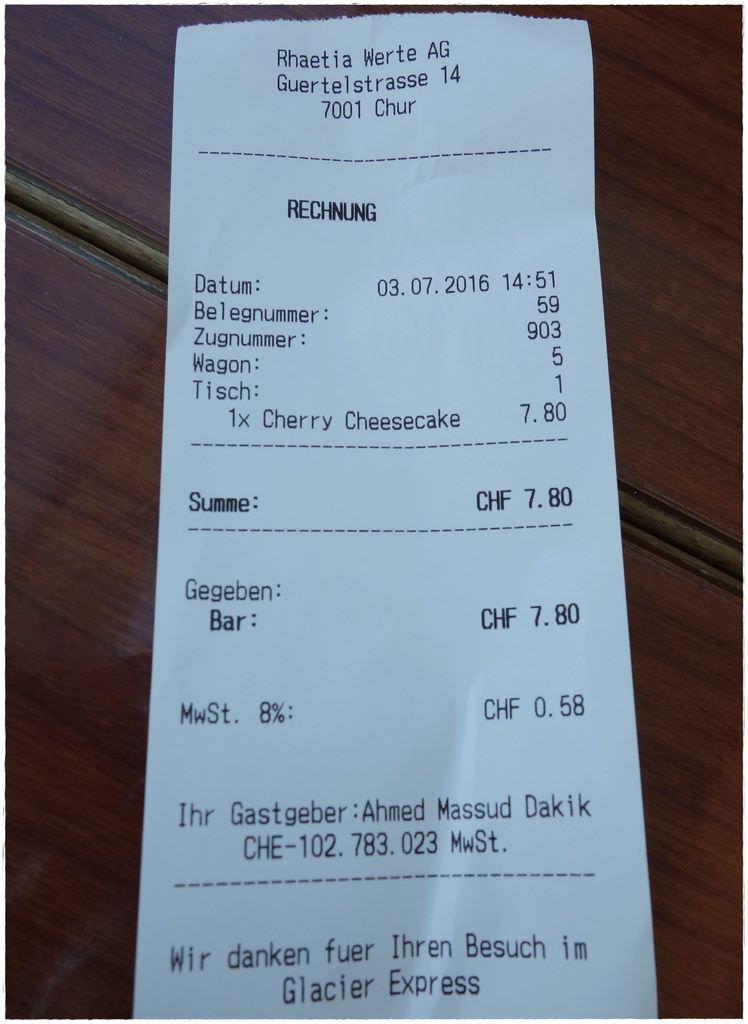 Rhaetia Werte AG
Guertelstrasse 14
7001 Chur
RECHNUNG
Datum: 03.07.2016 14:51
Belegnummer: 59
Zugnummer: 903
Wagon: 5
Tisch: 1
1x Cherry Cheesecake 7.80
Summe: CHF 7.80
Gegeben:
Bar: CHF 7.80
MwSt. 8%: CHF 0.58
Ihr Gastgeber:Ahmed Massud Dakik
CHE-102.783.023 MwSt.
Wir danken fuer Ihren Besuch im
Glacier Express